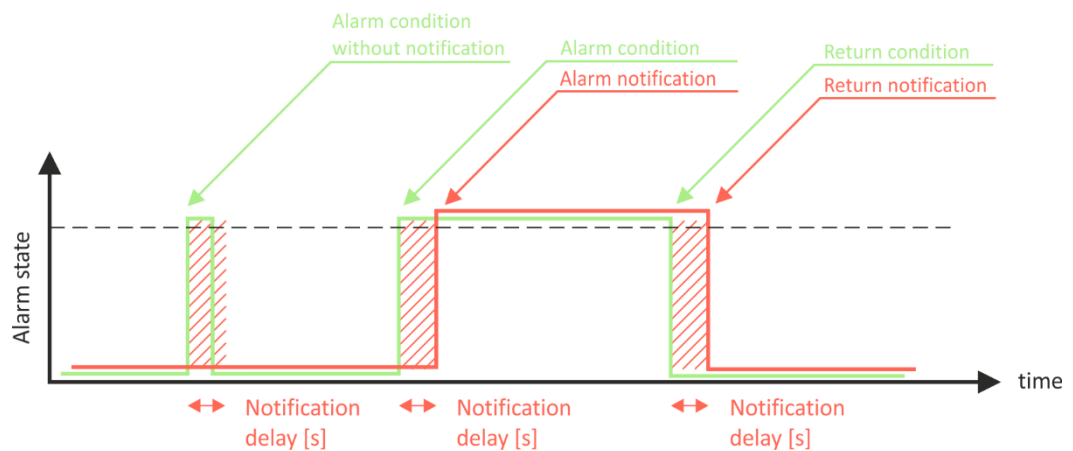 Alarm condition
without notification
Alarm condition
Alarm notification
Return condition
Return notification
Alarm state
time
Notification
delay [s]
Notification
delay [s]
Notification
delay [s]